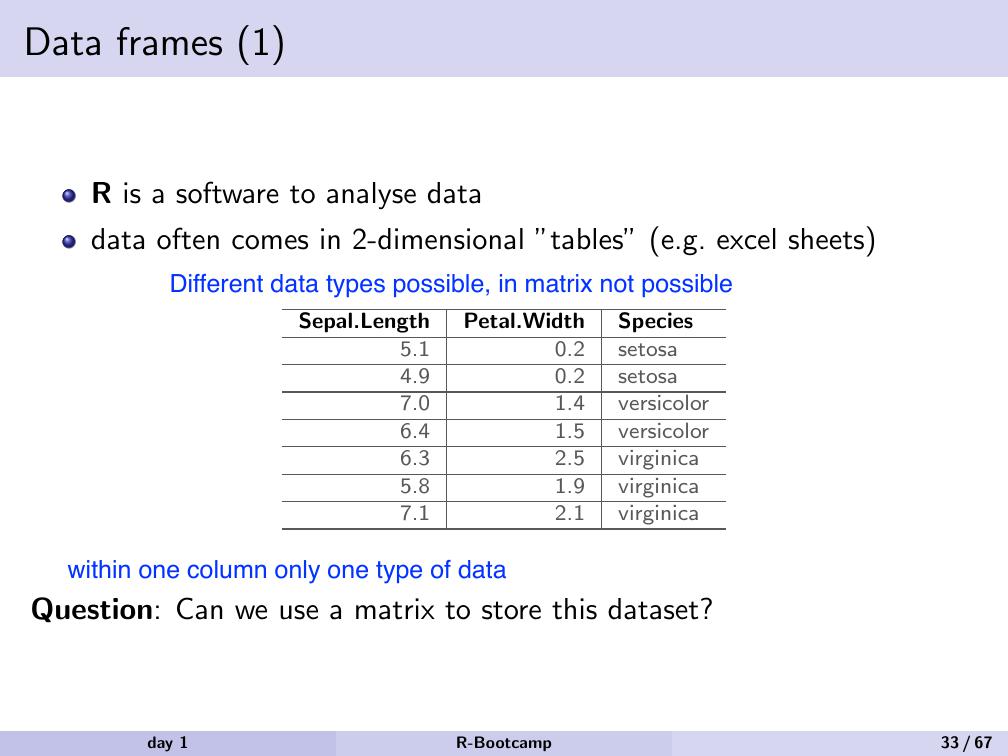 Data frames (1)
R is a software to analyse data
data often comes in 2-dimensional ”tables” (e.g. excel sheets)
Different data types possible, in matrix not possible
Sepal.Length Petal.Width Species
5.1 0.2 setosa
4.9 0.2 setosa
7.0 1.4 versicolor
6.4 1.5 versicolor
6.3 2.5 virginica
5.8 1.9 virginica
7.1 2.1 virginica
within one column only one type of data
Question: Can we use a matrix to store this dataset?
day 1 R-Bootcamp 33 / 67